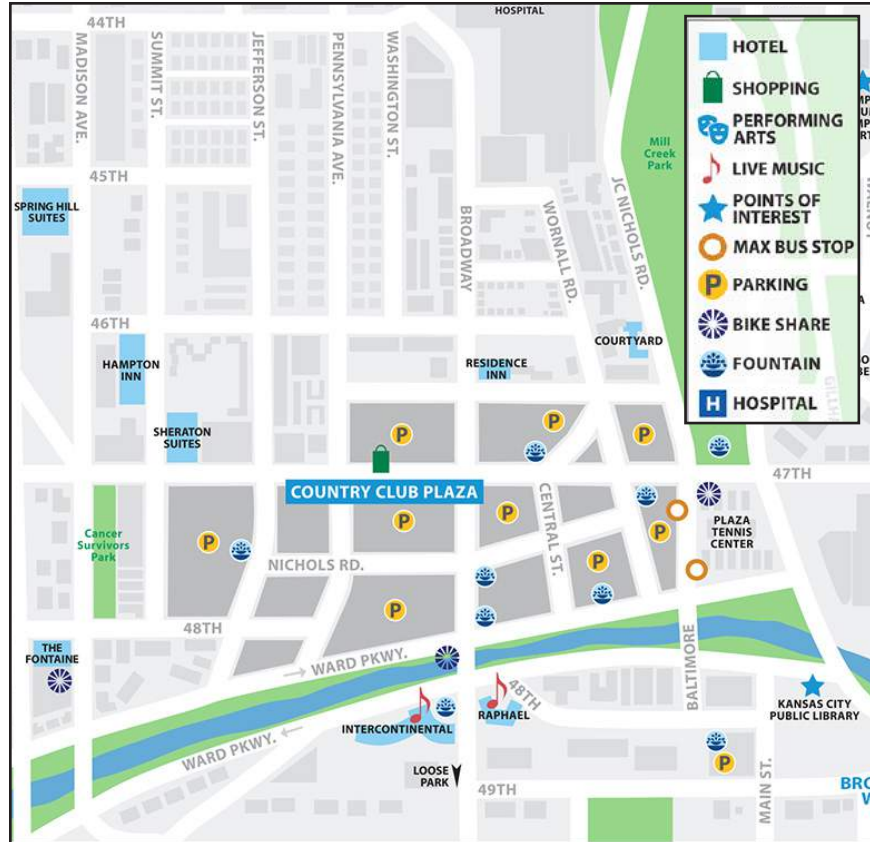 HOSPITAL
44TH
MADISON AVE.
SUMMIT ST.
JEFFERSON ST.
PENNSYLVANIA AVE.
WASHINGTON ST.
HOTEL
SHOPPING
PERFORMING
ARTS
LIVE MUSIC
POINTS OF
INTEREST
MAX BUS STOP
P PARKING
BIKE SHARE
FOUNTAIN
H HOSPITAL
Mill
Creek
Park
45TH
SPRING HILL
SUITES
BROADWAY
WORNALL RD.
JC NICHOLS RD.
46TH
HAMPTON
INN
RESIDENCE
INN
COURTYARD
SHERATON
SUITES
P
P
P
47TH
COUNTRY CLUB PLAZA
CENTRAL ST.
P
P
P
P
P
P
PLAZA
TENNIS
CENTER
Cancer
Survivors
Park
NICHOLS RD.
48TH
THE
FONTAINE
WARD PKWY.
BALTIMORE
INTERCONTINENTAL
RAPHAEL
48TH
KANSAS CITY
PUBLIC LIBRARY
WARD PKWY.
LOOSE
PARK
P
49TH
MAIN ST.